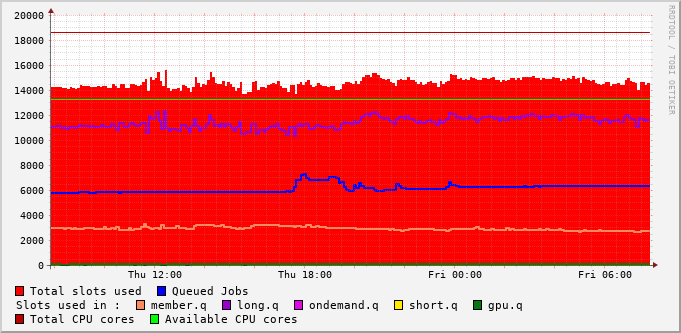 20000
18000
16000
14000
12000
10000
8000
6000
4000
2000
0
Thu 12:00 Thu 18:00 Fri 00:00 Fri 06:00
Total slots used Queued Jobs
Slots used in : member.q long.q ondemand.q short.q gpu.q
Total CPU cores Available CPU cores
RRDTOOL / TOBI OETIKER